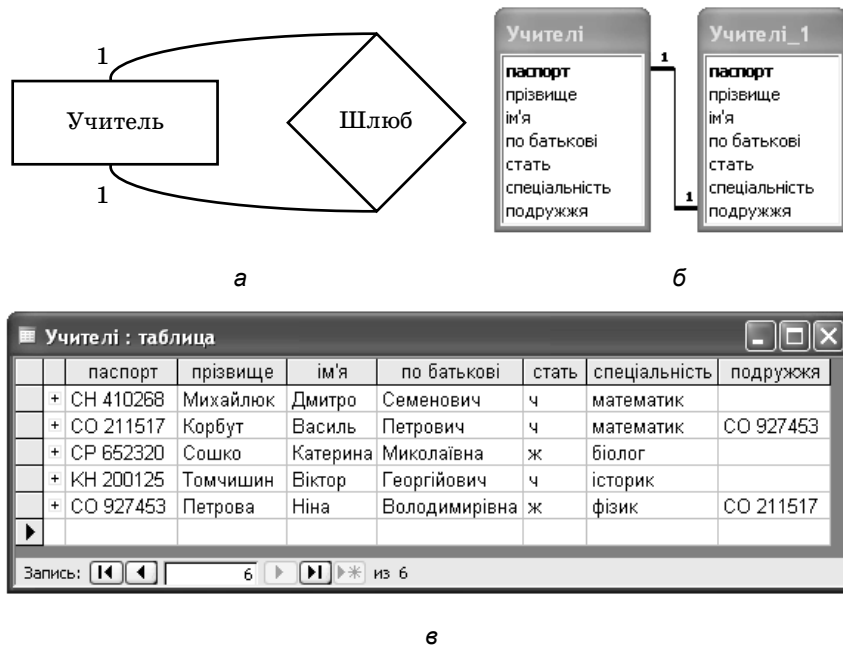 1
Учитель
Шлюб
1
Учителі
паспорт
прізвище
ім'я
по батькові
стать
спеціальність
подружжя
1
1
Учителі_1
паспорт
прізвище
ім'я
по батькові
стать
спеціальність
подружжя
а
б
Учителі : таблица
паспорт прізвище ім'я по батькові стать спеціальність подружжя
+ СН 410268 Михайлюк Дмитро Семенович ч математик
+ СО 211517 Корбут Василь Петрович ч математик СО 927453
+ СР 652320 Сошко Катерина Миколаївна ж біолог
+ КН 200125 Томчишин Віктор Георгійович ч історик
+ СО 927453 Петрова Ніна Володимирівна ж фізик СО 211517
Запись: 6 из 6
в